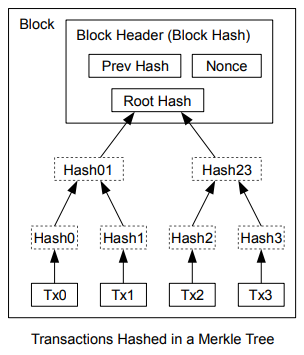 Block
Block Header (Block Hash)
Prev Hash
Nonce
Root Hash
Hash01
Hash23
Hash0
Hash1
Hash2
Hash3
Tx0
Tx1
Tx2
Tx3
Transactions Hashed in a Merkle Tree